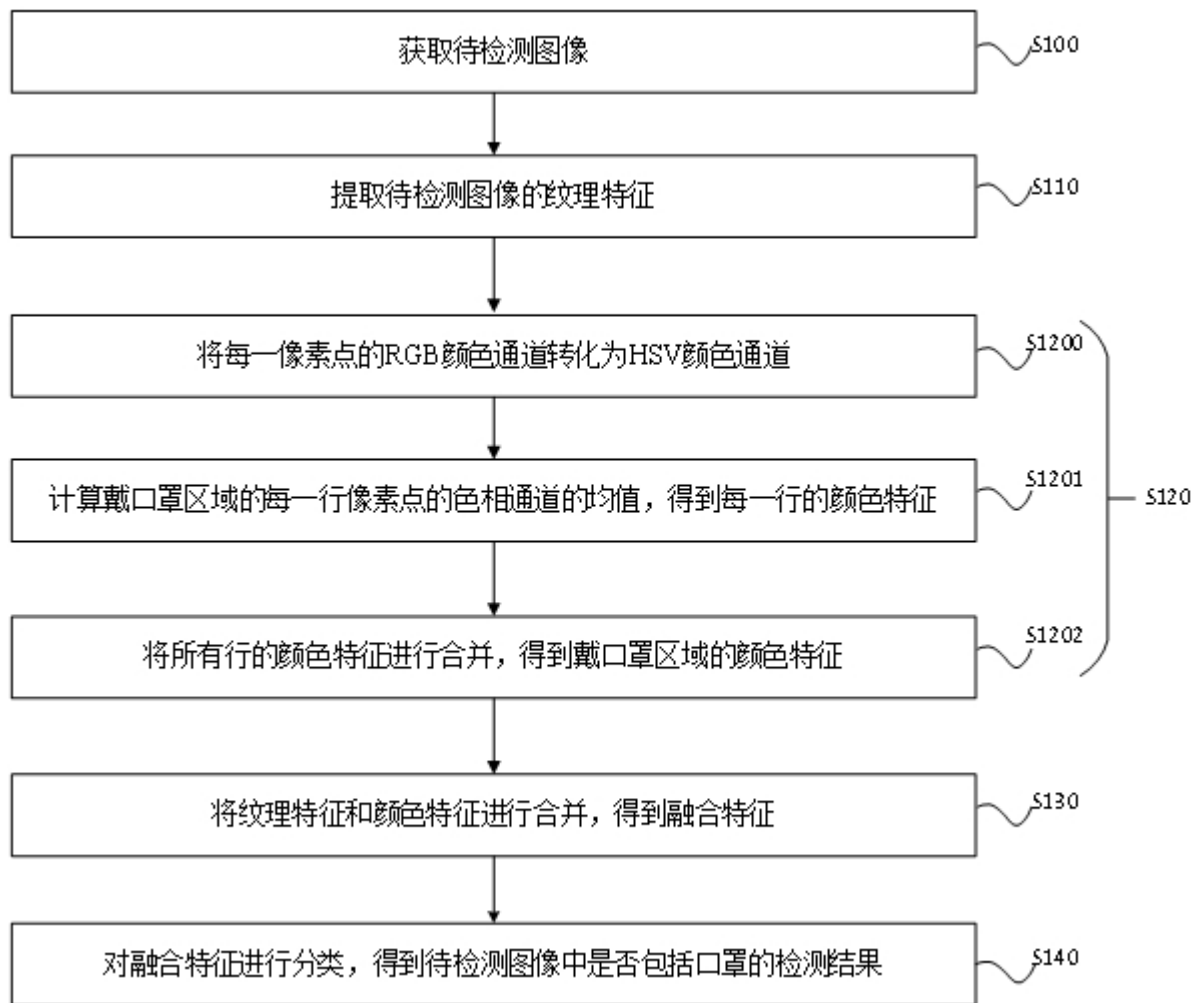 获取待检测图像
S100
提取待检测图像的纹理特征
S110
将每一像素点的RGB颜色通道转化为HSV颜色通道
S1200
计算戴口罩区域的每一行像素点的色相通道的均值，得到每一行的颜色特征
S1201
S120
将所有行的颜色特征进行合并，得到戴口罩区域的颜色特征
S1202
将纹理特征和颜色特征进行合并，得到融合特征
S130
对融合特征进行分类，得到待检测图像中是否包括口罩的检测结果
S140